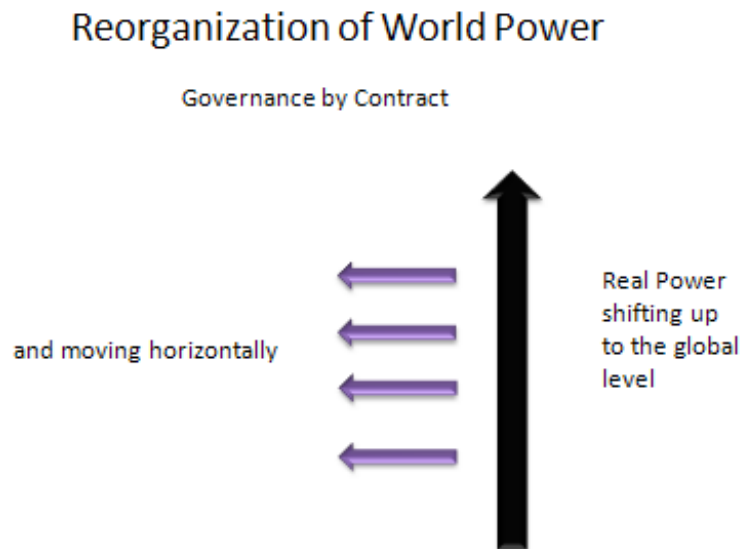 Reorganization of World Power
Governance by Contract
Real Power
shifting up
to the global
level
and moving horizontally